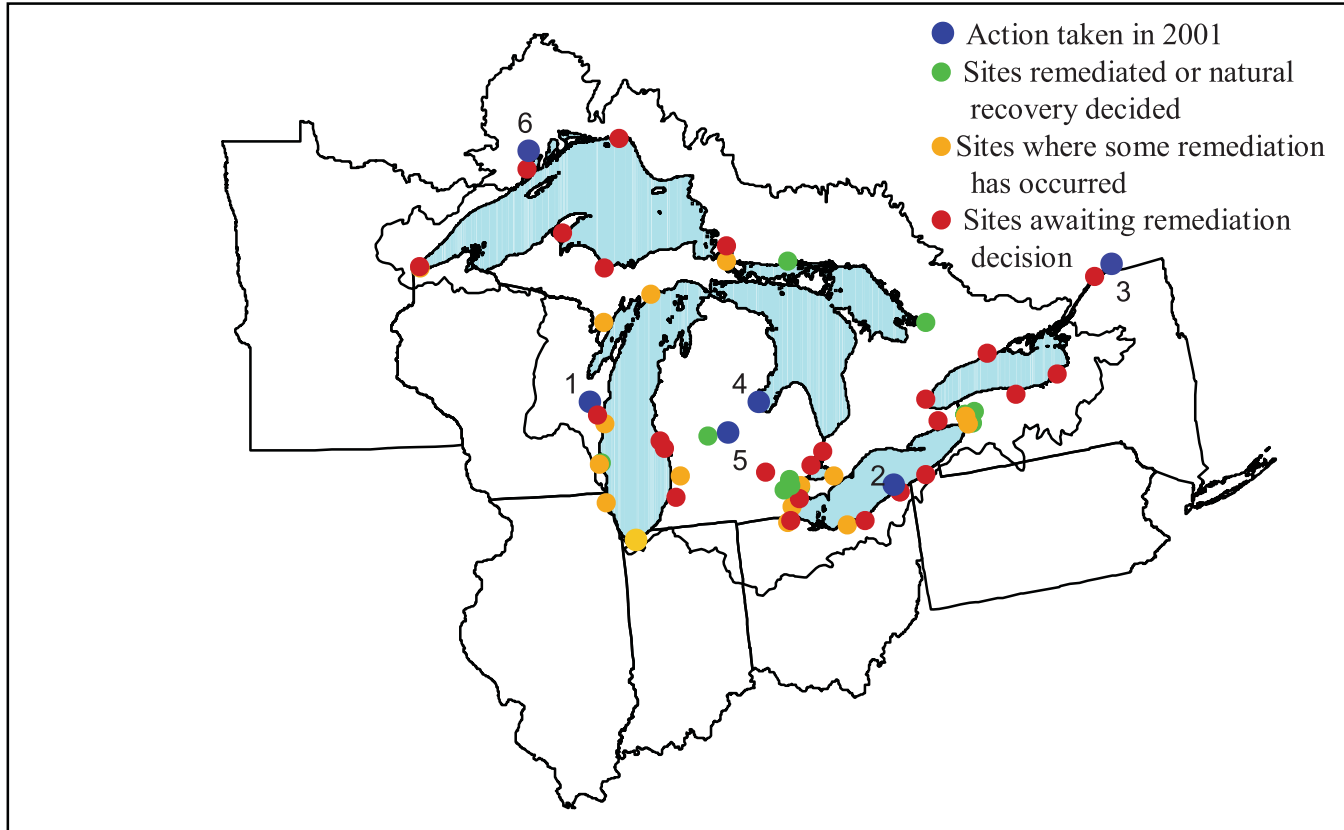 Action taken in 2001
Sites remediated or natural
recovery decided
Sites where some remediation
has occurred
Sites awaiting remediation
decision
6
3
1
4
5
2